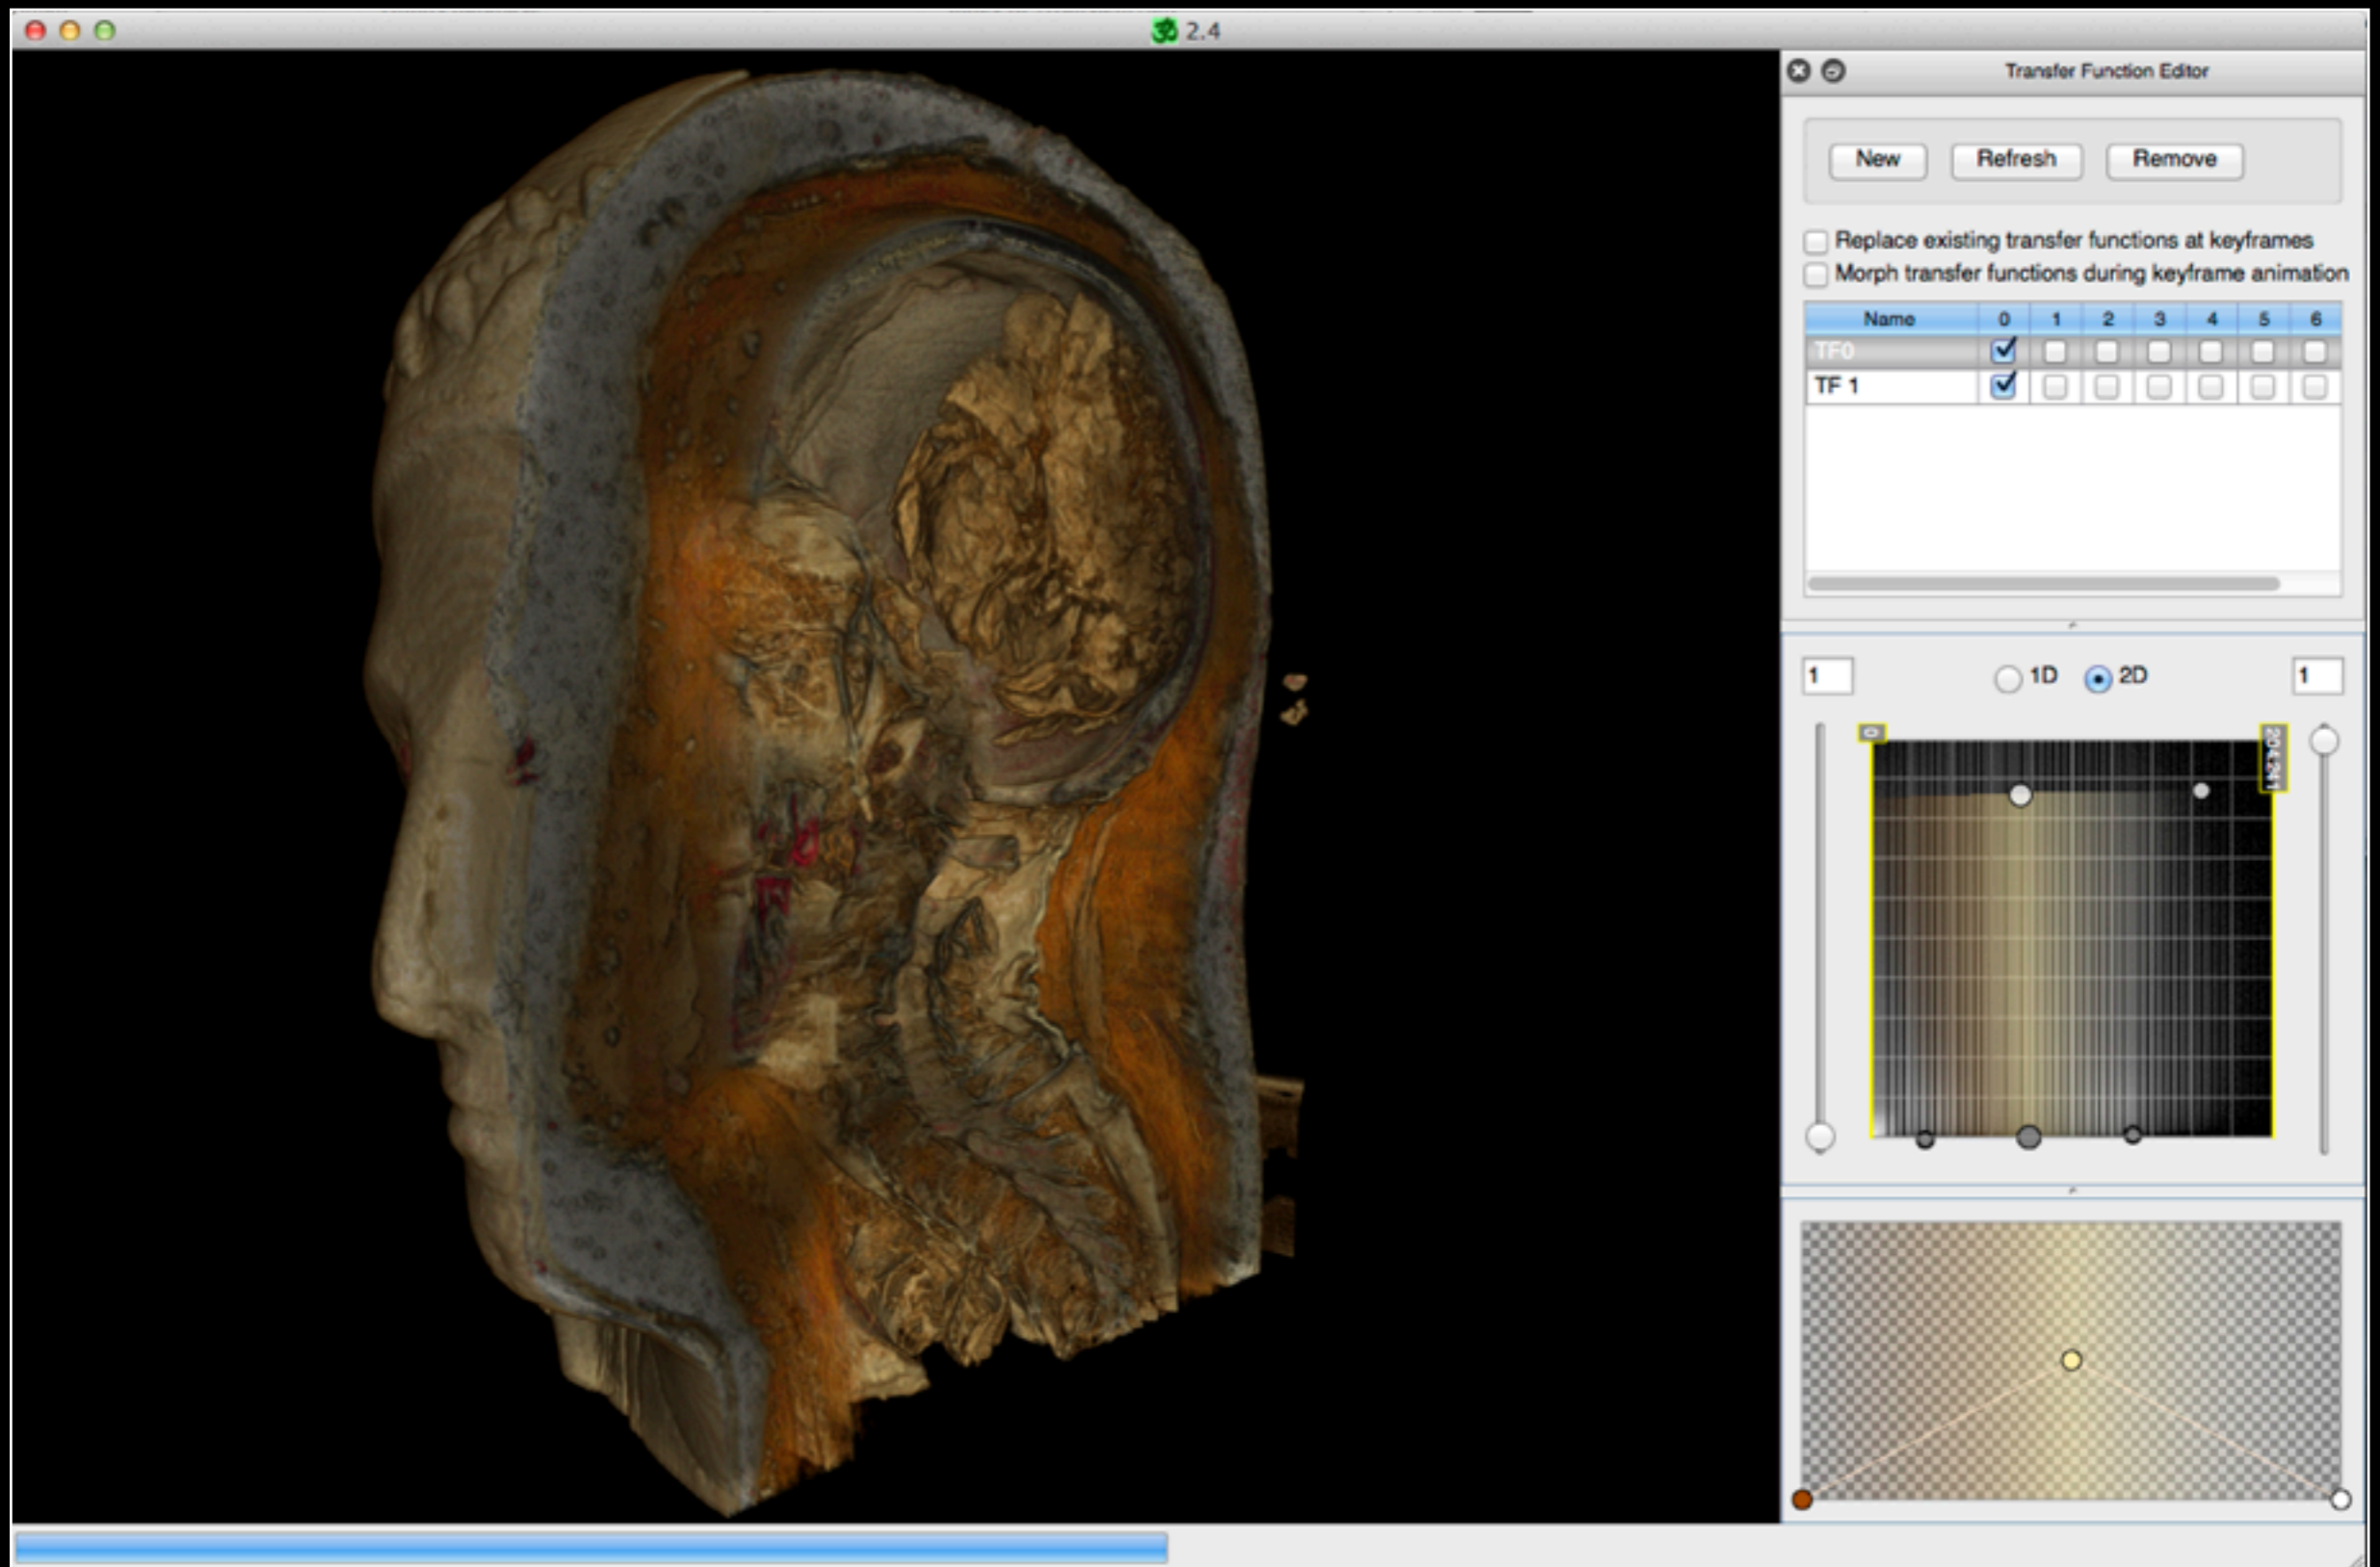 ॐ 2.4
Transfer Function Editor
New Refresh Remove
Replace existing transfer functions at keyframes
Morph transfer functions during keyframe animation
Name 0 1 2 3 4 5 6
TF0
TF 1
1 1D 2D 1
0